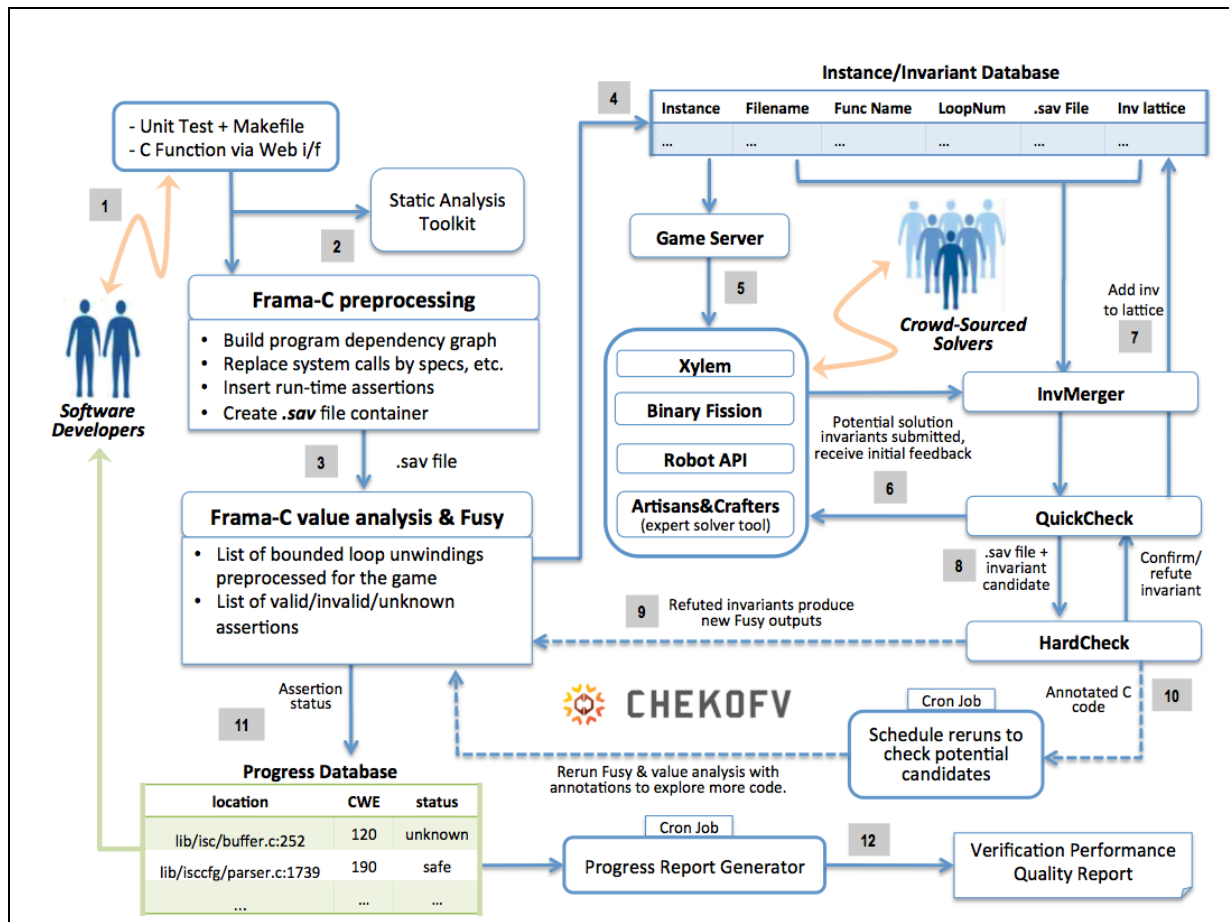 Instance/Invariant Database
4
Instance Filename Func Name LoopNum .sav File Inv lattice
... ... ... ... ... ...
- Unit Test + Makefile
- C Function via Web i/f
1
2
Static Analysis
Toolkit
Game Server
5
Crowd-Sourced
Solvers
Add inv
to lattice
7
Software
Developers
Frama-C preprocessing
• Build program dependency graph
• Replace system calls by specs, etc.
• Insert run-time assertions
• Create .sav file container
3
.sav file
Xylem
Binary Fission
Robot API
Artisans&Crafters
(expert solver tool)
InvMerger
Potential solution
invariants submitted,
receive initial feedback
6
QuickCheck
Frama-C value analysis & Fusy
• List of bounded loop unwindings
preprocessed for the game
• List of valid/invalid/unknown
assertions
8
.sav file +
invariant
candidate
Confirm/
refute
invariant
9
Refuted invariants produce
new Fusy outputs
HardCheck
Annotated C
code
10
CHEKOFV
Cron Job
Schedule reruns to
check potential
candidates
Rerun Fusy & value analysis with
annotations to explore more code.
Assertion
status
11
Progress Database
location CWE status
lib/isc/buffer.c:252 120 unknown
lib/isccfg/parser.c:1739 190 safe
... ... ...
Cron Job
Progress Report Generator
12
Verification Performance
Quality Report